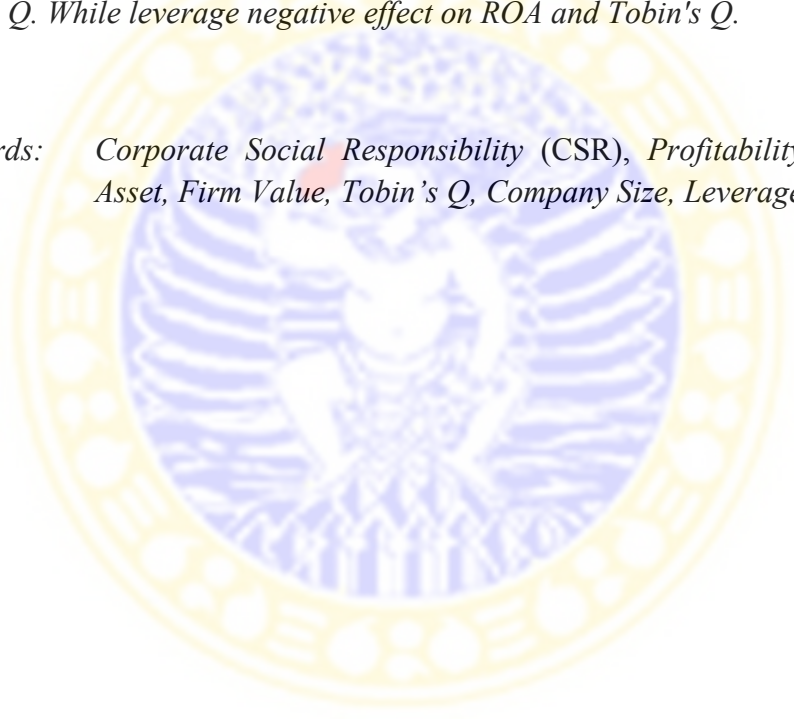 Q. While leverage negative effect on ROA and Tobin's Q.
rds: Corporate Social Responsibility (CSR), Profitability
Asset, Firm Value, Tobin’s Q, Company Size, Leverage